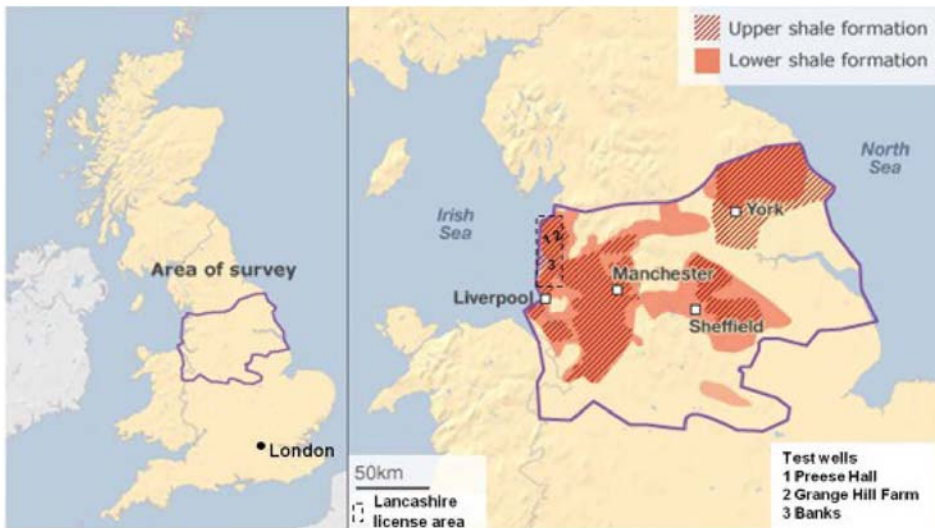 Upper shale formation
Lower shale formation
North
Sea
Irish
Sea
York
1 2
3
Area of survey
Manchester
Liverpool
Sheffield
London
50km
Lancashire
license area
Test wells
1 Preese Hall
2 Grange Hill Farm
3 Banks